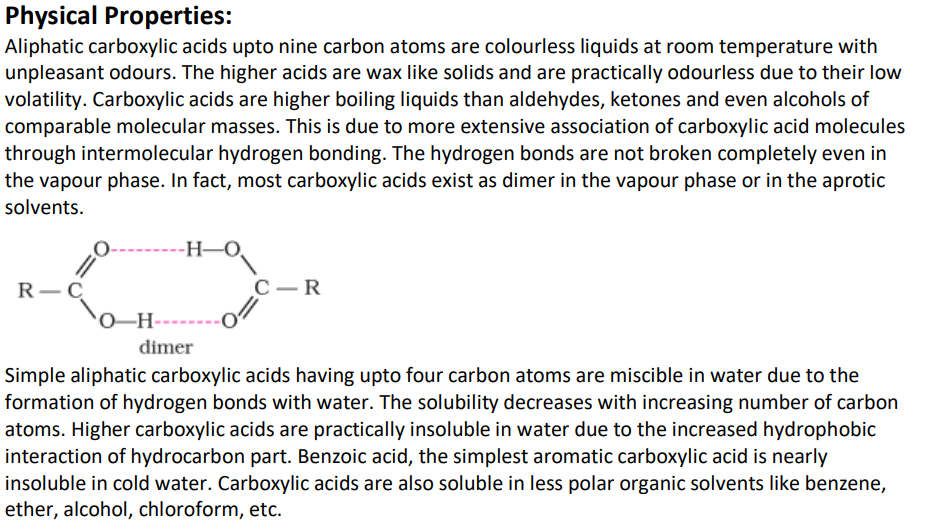 Physical Properties:
Aliphatic carboxylic acids upto nine carbon atoms are colourless liquids at room temperature with
unpleasant odours. The higher acids are wax like solids and are practically odourless due to their low
volatility. Carboxylic acids are higher boiling liquids than aldehydes, ketones and even alcohols of
comparable molecular masses. This is due to more extensive association of carboxylic acid molecules
through intermolecular hydrogen bonding. The hydrogen bonds are not broken completely even in
the vapour phase. In fact, most carboxylic acids exist as dimer in the vapour phase or in the aprotic
solvents.
O----------H—O
R — C C — R
O—H--------O
dimer
Simple aliphatic carboxylic acids having upto four carbon atoms are miscible in water due to the
formation of hydrogen bonds with water. The solubility decreases with increasing number of carbon
atoms. Higher carboxylic acids are practically insoluble in water due to the increased hydrophobic
interaction of hydrocarbon part. Benzoic acid, the simplest aromatic carboxylic acid is nearly
insoluble in cold water. Carboxylic acids are also soluble in less polar organic solvents like benzene,
ether, alcohol, chloroform, etc.